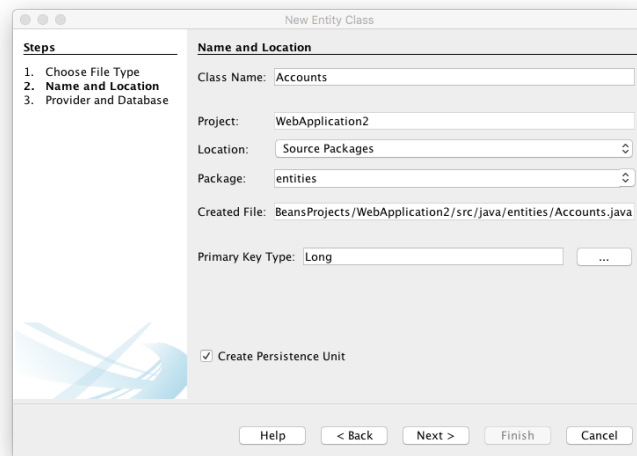 New Entity Class
Steps
1. Choose File Type
2. Name and Location
3. Provider and Database
Name and Location
Class Name: Accounts
Project: WebApplication2
Location: Source Packages
Package: entities
Created File: BeansProjects/WebApplication2/src/java/entities/Accounts.java
Primary Key Type: Long ...
Create Persistence Unit
Help < Back Next > Finish Cancel